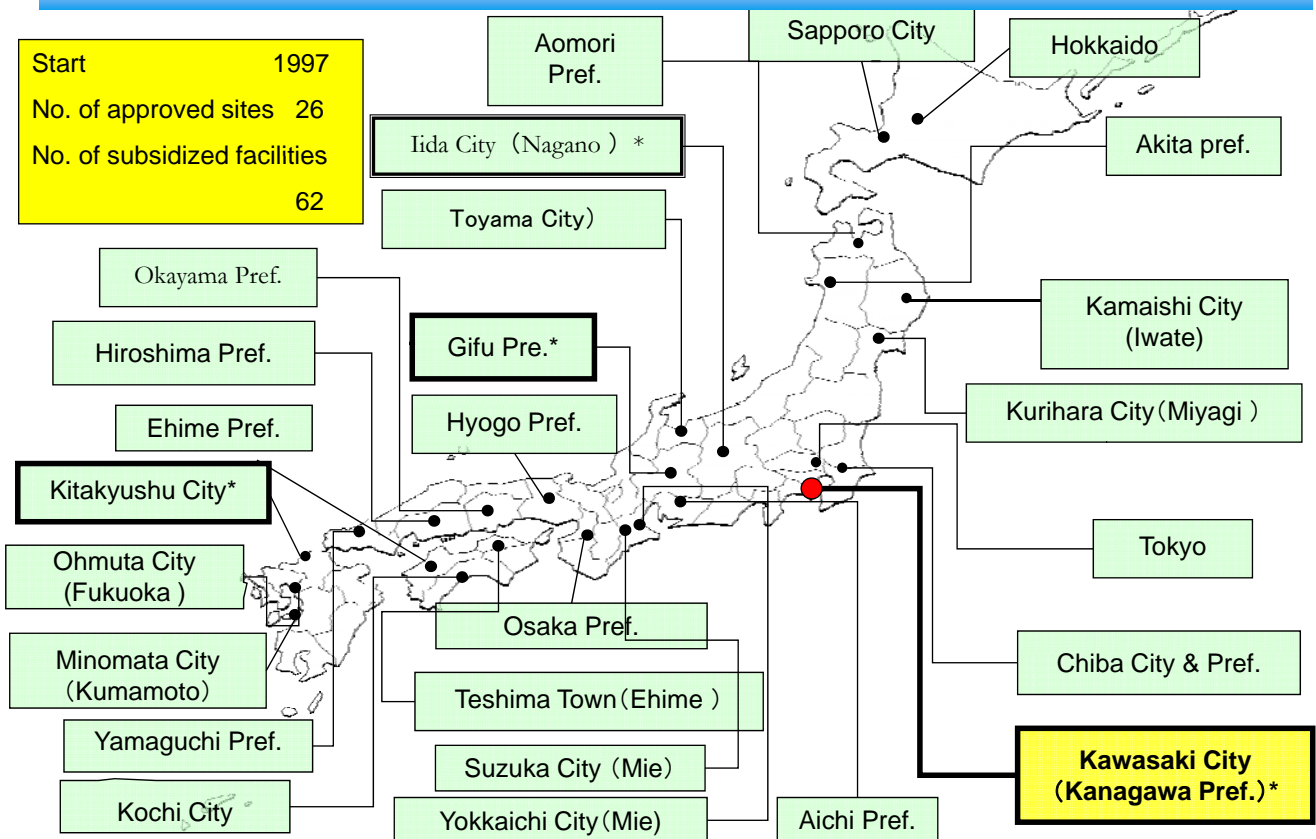 Start 1997
No. of approved sites 26
No. of subsidized facilities
62
Aomori
Pref.
Sapporo City
Hokkaido
Iida City（Nagano ）*
Akita pref.
Toyama City）
Okayama Pref.
Kamaishi City
(Iwate)
Hiroshima Pref.
Gifu Pre.*
Kurihara City（Miyagi ）
Ehime Pref.
Hyogo Pref.
Kitakyushu City*
Tokyo
Ohmuta City
(Fukuoka )
Osaka Pref.
Minomata City
（Kumamoto）
Chiba City & Pref.
Teshima Town（Ehime ）
Yamaguchi Pref.
Suzuka City（Mie）
Kawasaki City
（Kanagawa Pref.）*
Kochi City
Yokkaichi City（Mie）
Aichi Pref.